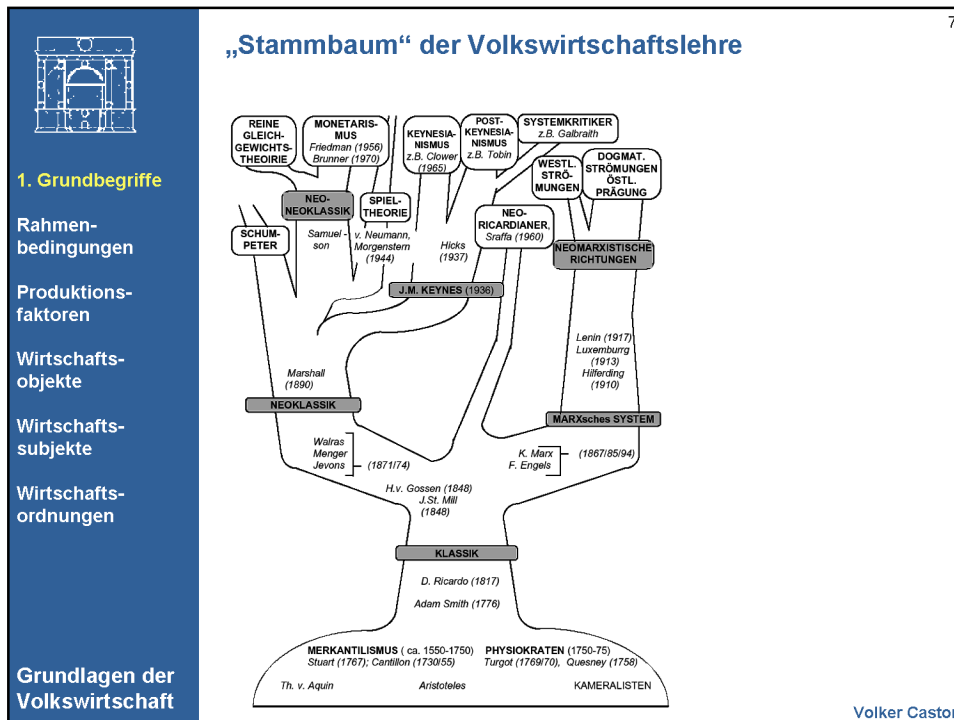 7
„Stammbaum“ der Volkswirtschaftslehre
1. Grundbegriffe
Rahmen-
bedingungen
Produktions-
faktoren
Wirtschafts-
objekte
Wirtschafts-
subjekte
Wirtschafts-
ordnungen
Grundlagen der
Volkswirtschaft
REINE
GLEICH-
GEWICHTS-
THEOIRIE
MONETARIS-
MUS
Friedman (1956)
Brunner (1970)
KEYNESIA-
NISMUS
z.B. Clower
(1965)
POST-
KEYNESIA-
NISMUS
z.B. Tobin
SYSTEMKRITIKER
z.B. Galbraith
WESTL.
STRÖ-
MUNGEN
DOGMAT.
STRÖMUNGEN
ÖSTL.
PRÄGUNG
NEO-
NEOKLASSIK
SPIEL-
THEORIE
NEO-
RICARDIANER,
Sraffa (1960)
SCHUM-
PETER
Samuel -
son
v. Neumann,
Morgenstern
(1944)
Hicks
(1937)
NEOMARXISTISCHE
RICHTUNGEN
J.M. KEYNES (1936)
Lenin (1917)
Luxemburrg
(1913)
Hilferding
(1910)
Marshall
(1890)
NEOKLASSIK
MARXsches SYSTEM
Walras
Menger
Jevons
(1871/74)
K. Marx
F. Engels
(1867/85/94)
H.v. Gossen (1848)
J.St. Mill
(1848)
KLASSIK
D. Ricardo (1817)
Adam Smith (1776)
MERKANTILISMUS ( ca. 1550-1750)
Stuart (1767); Cantillon (1730/55)
PHYSIOKRATEN (1750-75)
Turgot (1769/70), Quesney (1758)
Th. v. Aquin
Aristoteles
KAMERALISTEN
Volker Castor